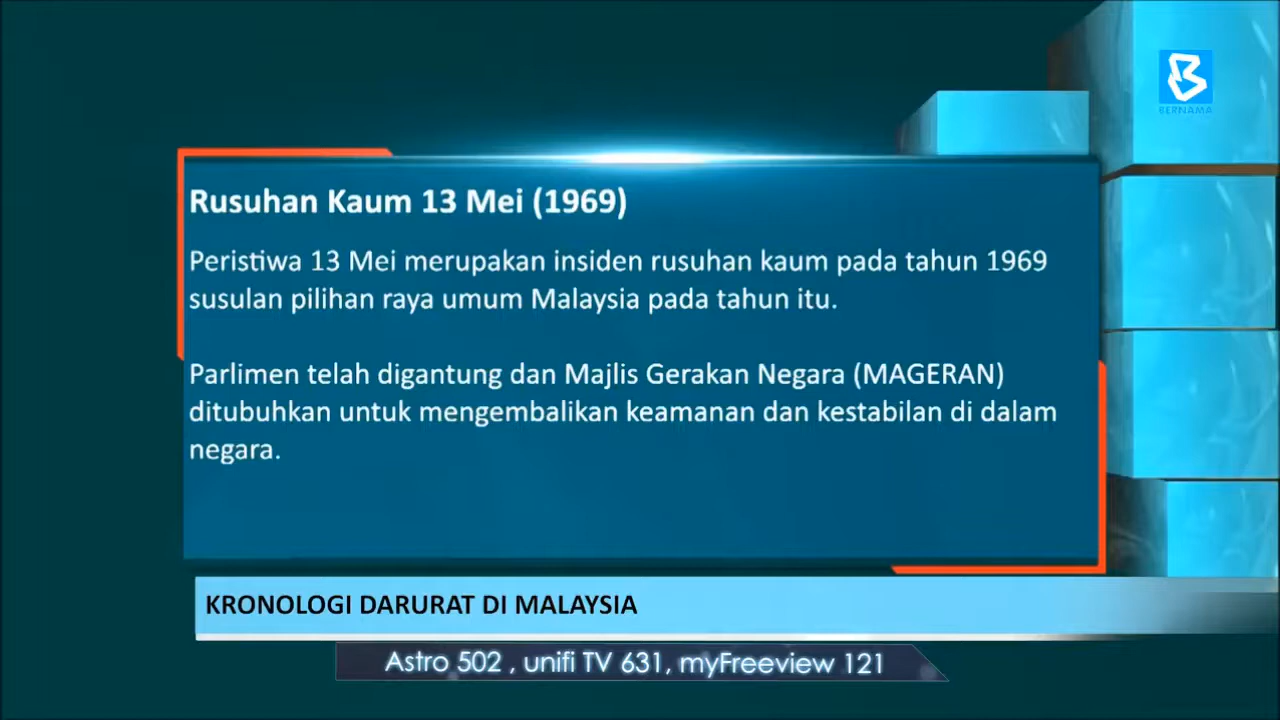 BERNAMA
Rusuhan Kaum 13 Mei (1969)
Peristiwa 13 Mei merupakan insiden rusuhan kaum pada tahun 1969
susulan pilihan raya umum Malaysia pada tahun itu.
Parlimen telah digantung dan Majlis Gerakan Negara (MAGERAN)
ditubuhkan untuk mengembalikan keamanan dan kestabilan di dalam
negara.
KRONOLOGI DARURAT DI MALAYSIA
Astro 502 , unifi TV 631, myFreeview 121